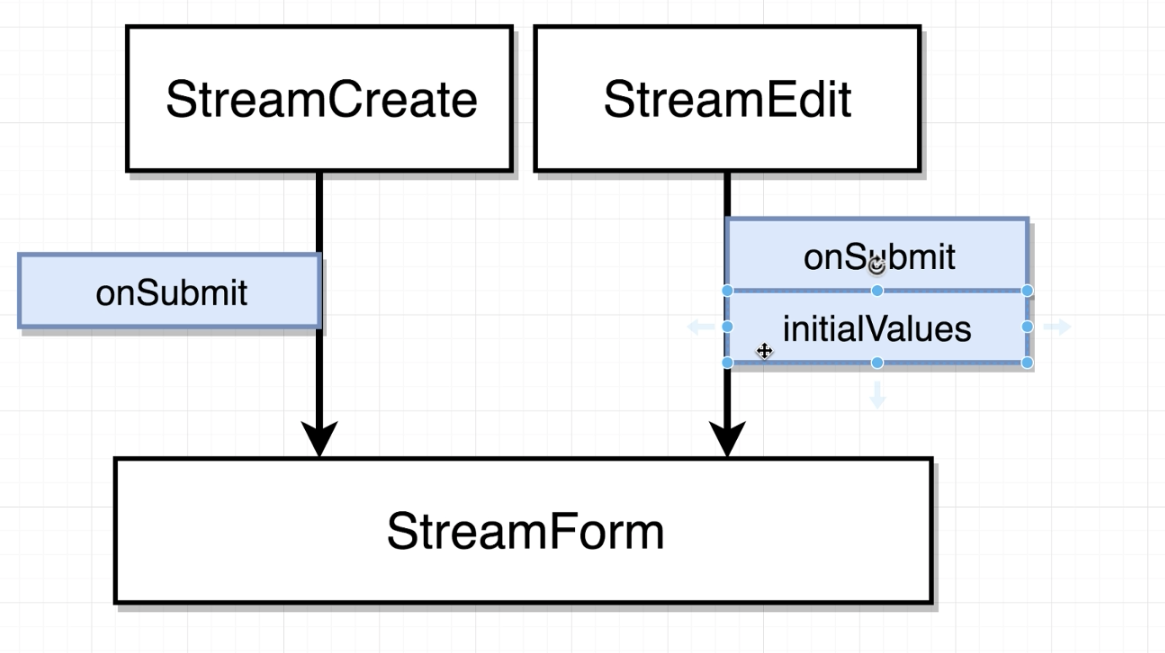 StreamCreate
StreamEdit
onSubmit
onSubmit
initialValues
StreamForm